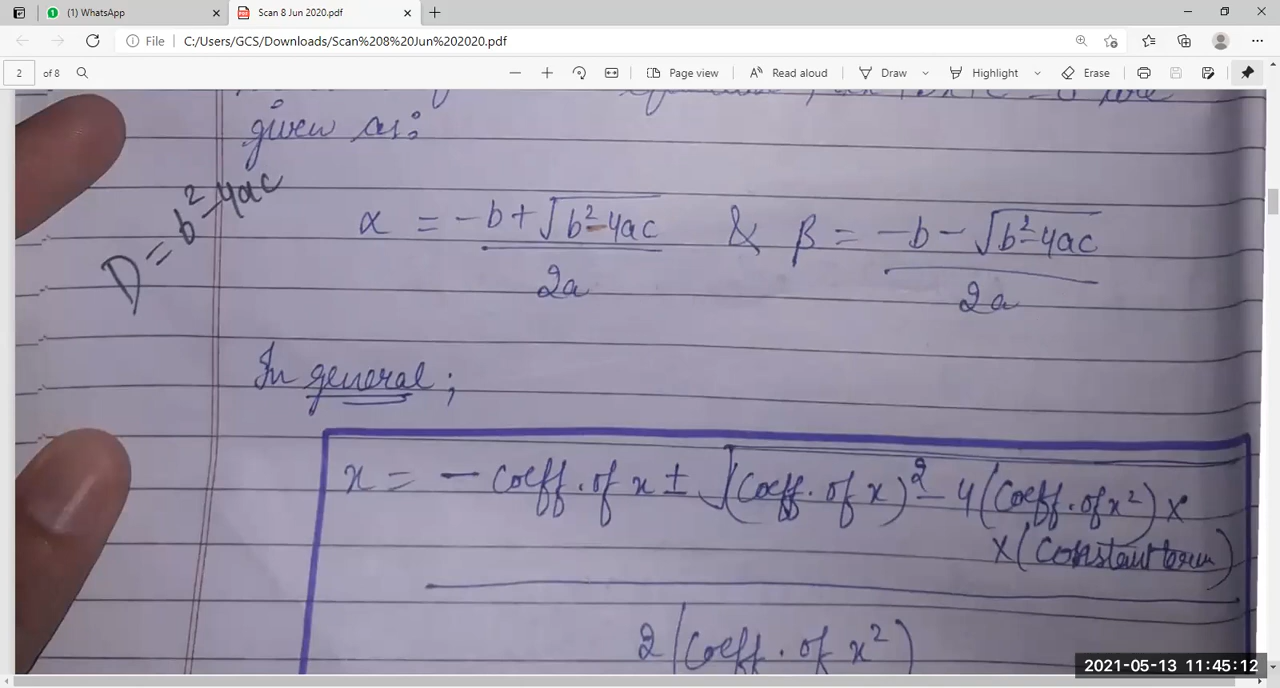 (1) WhatsApp
Scan 8 Jun 2020.pdf
File
C:/Users/GCS/Downloads/Scan%208%20Jun%202020.pdf
2 of 8
Page view
Read aloud
Draw
Highlight
Erase
given as:
D = b²-4ac
α = -b+√b²-4ac / 2a & β = -b-√b²-4ac / 2a
In general;
x = - coeff. of x ± √(coeff. of x)² - 4(coeff. of x²) x
x (constant term)
2(coeff. of x²)
2021-05-13 11:45:12